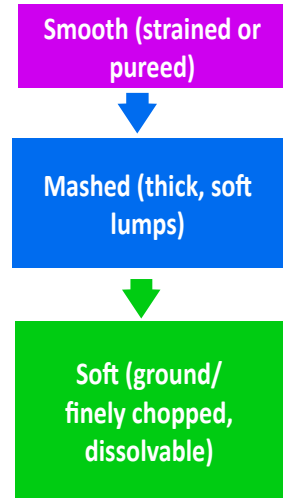 Smooth (strained or
pureed)
Mashed (thick, soft
lumps)
Soft (ground/
finely chopped,
dissolvable)